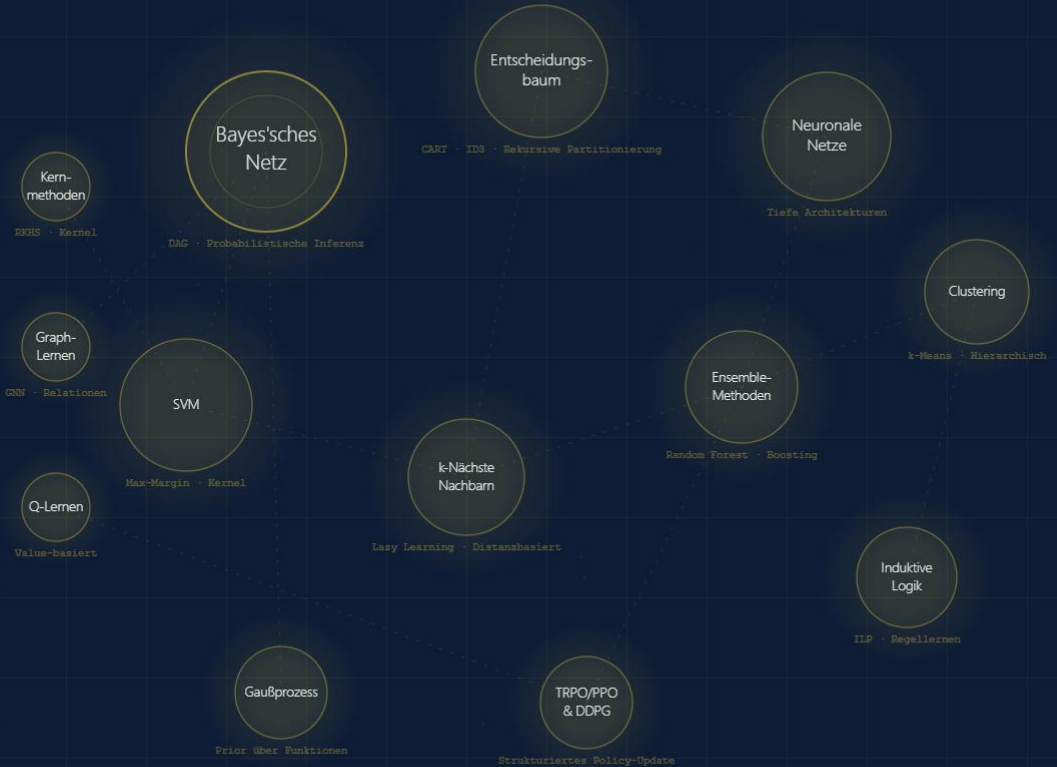 Entscheidungs-
baum
CART · ID3 · Rekursive Partitionierung
Bayes'sches
Netz
DAG · Probabilistische Inferenz
Neuronale
Netze
Tiefe Architekturen
Kern-
methoden
RKHS · Kernel
Clustering
k-Means · Hierarchisch
Graph-
Lernen
GNN · Relationen
SVM
Max-Margin · Kernel
Ensemble-
Methoden
Random Forest · Boosting
k-Nächste
Nachbarn
Lazy Learning · Distanzbasiert
Q-Lernen
Value-basiert
Induktive
Logik
ILP · Regellernen
Gaußprozess
Prior über Funktionen
TRPO/PPO
& DDPG
Strukturiertes Policy-Update